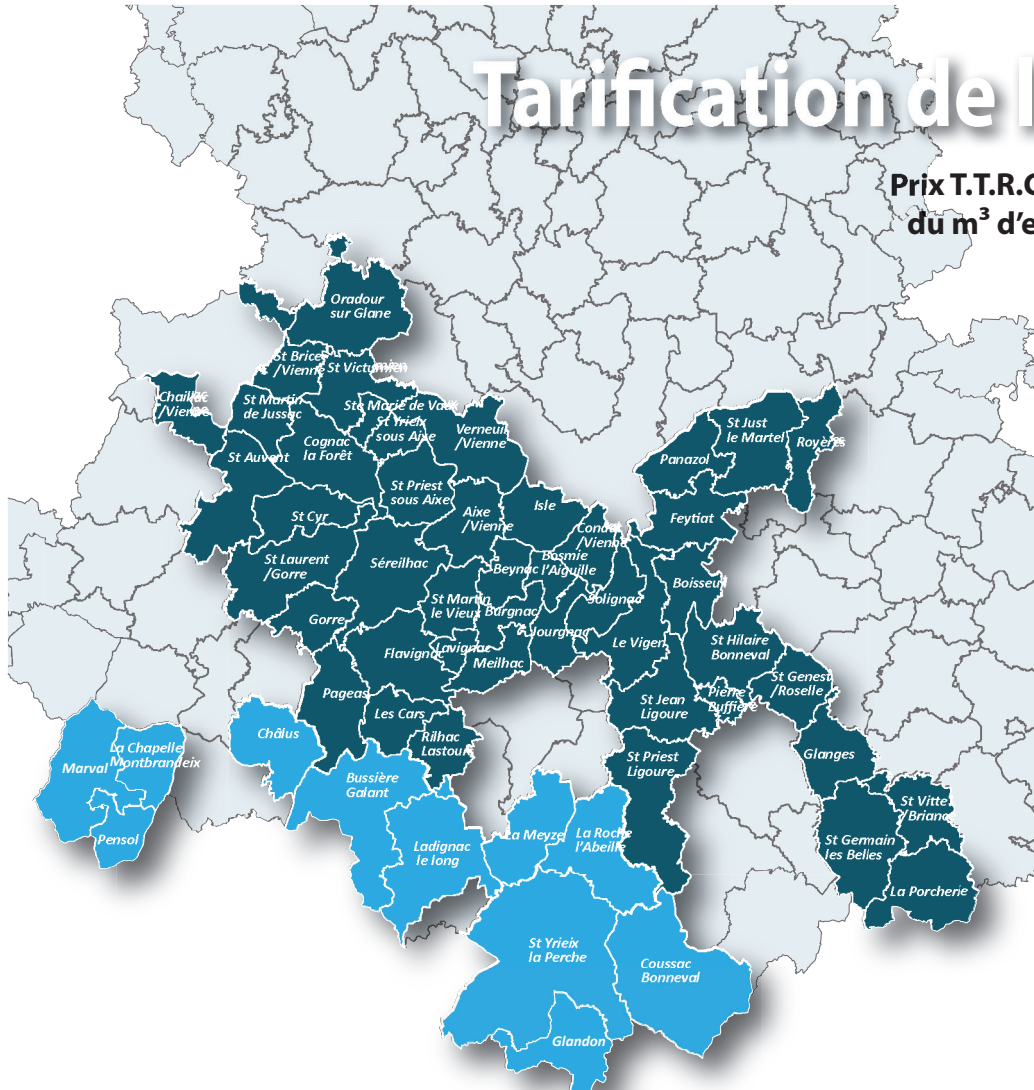 Tarification de l
Prix T.T.R.C
du m³ d'e
Oradour
sur Glane
St Brice
/Vienne
St Victurnien
Chaillac
/Vienne
St Martin
de Jussac
Ste Marie de Vaux
St Yrieix
sous Aixe
Verneuil
/Vienne
Cognac
la Forêt
St Auvent
St Just
le Martel
Royères
Panazol
St Priest
sous Aixe
Aixe
/Vienne
Isle
St Cyr
Feytiat
Condat
/Vienne
Bosmie
l'Aiguille
Beynac
St Laurent
/Gorre
Séreilhac
Boisseuil
St Martin
le Vieux
Burgnac
Solignac
Gorre
Jourgnac
Le Vigen
St Hilaire
Bonneval
Flavignac
Lavignac
Meilhac
St Genest
/Roselle
Pageas
Pierre
Buffière
St Jean
Ligoure
Les Cars
Rilhac
Lastours
Châlus
La Chapelle
Montbrandeix
Marval
Glanges
St Priest
Ligoure
Bussière
Galant
St Vitte
/Briance
Pensol
La Meyze
La Roche
l'Abeille
St Germain
les Belles
Ladignac
le long
La Porcherie
St Yrieix
la Perche
Coussac
Bonneval
Glandon